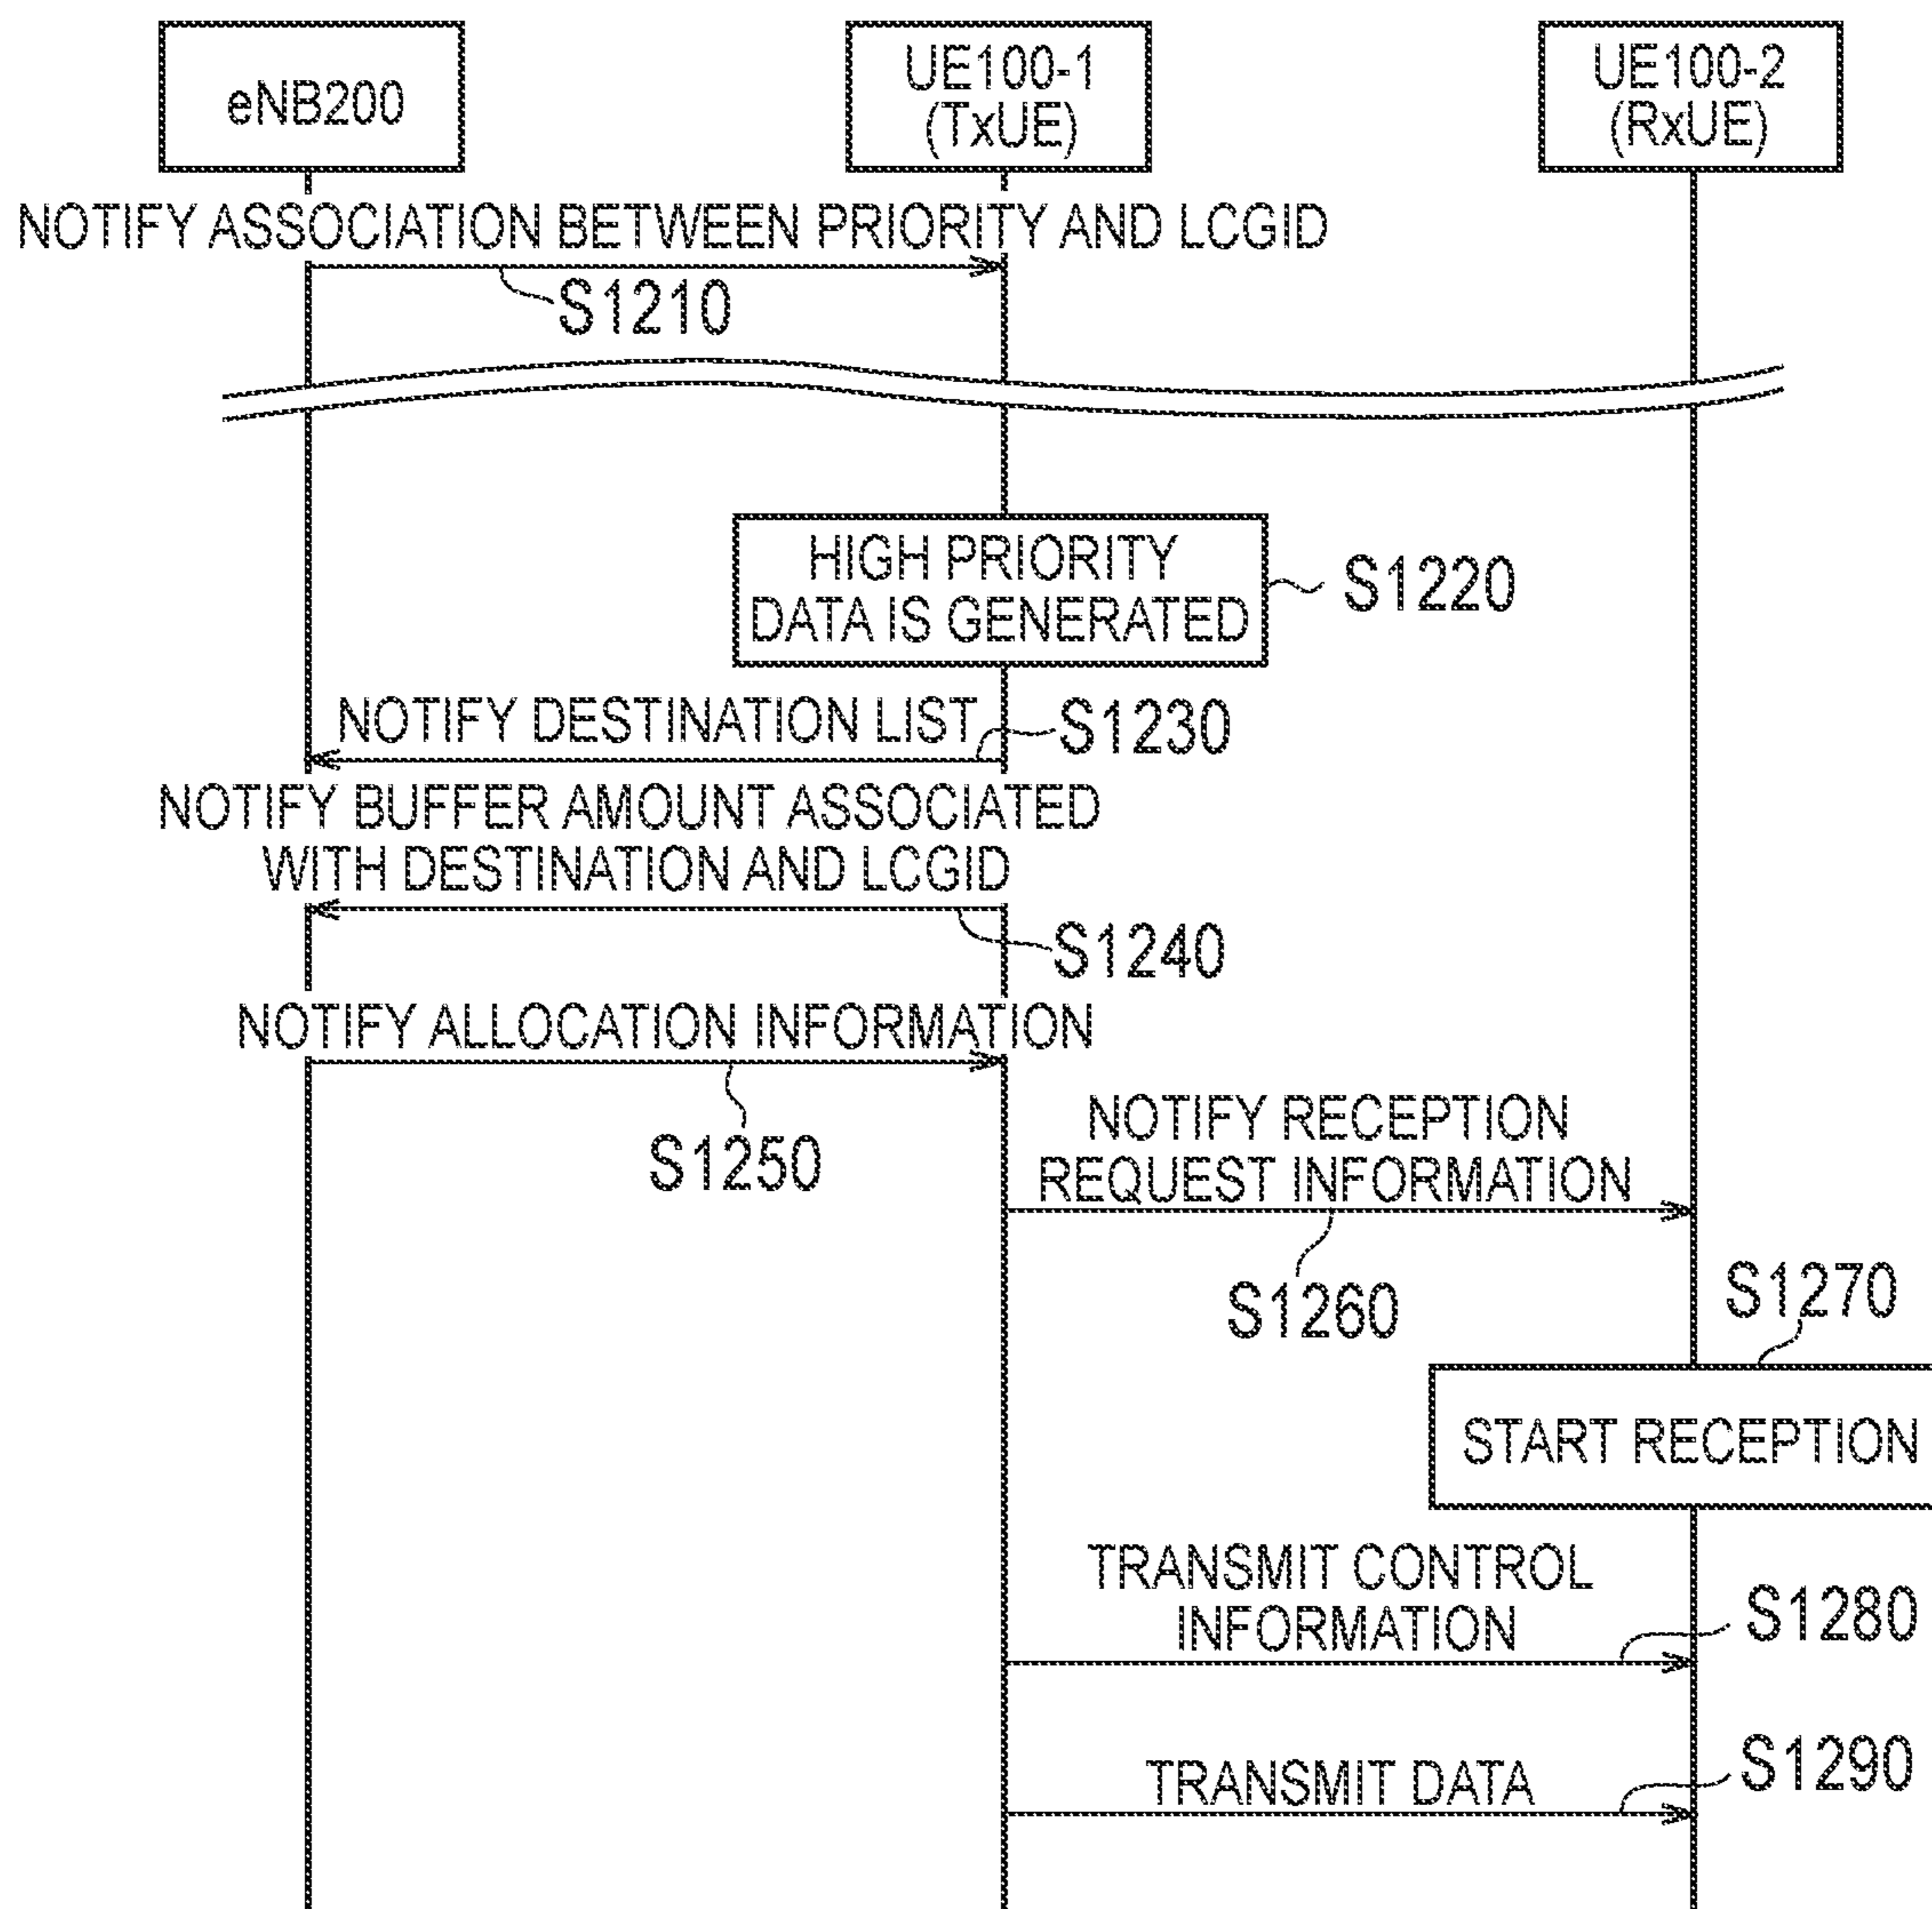 eNB200
UE100-1
(TxUE)
UE100-2
(RxUE)
NOTIFY ASSOCIATION BETWEEN PRIORITY AND LCGID
S1210
HIGH PRIORITY
DATA IS GENERATED
S1220
NOTIFY DESTINATION LIST
S1230
NOTIFY BUFFER AMOUNT ASSOCIATED
WITH DESTINATION AND LCGID
S1240
NOTIFY ALLOCATION INFORMATION
S1250
NOTIFY RECEPTION
REQUEST INFORMATION
S1260
S1270
START RECEPTION
TRANSMIT CONTROL
INFORMATION
S1280
TRANSMIT DATA
S1290